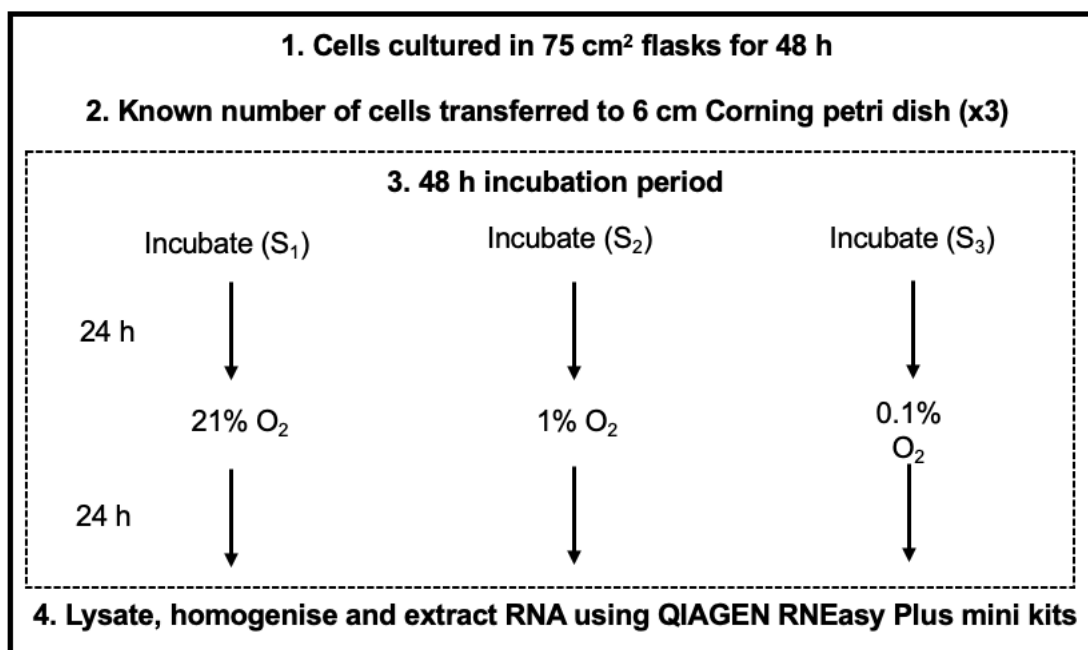 1. Cells cultured in 75 cm² flasks for 48 h
2. Known number of cells transferred to 6 cm Corning petri dish (x3)
3. 48 h incubation period
Incubate (S₁)
Incubate (S₂)
Incubate (S₃)
24 h
21% O₂
1% O₂
0.1%
O₂
24 h
4. Lysate, homogenise and extract RNA using QIAGEN RNEasy Plus mini kits